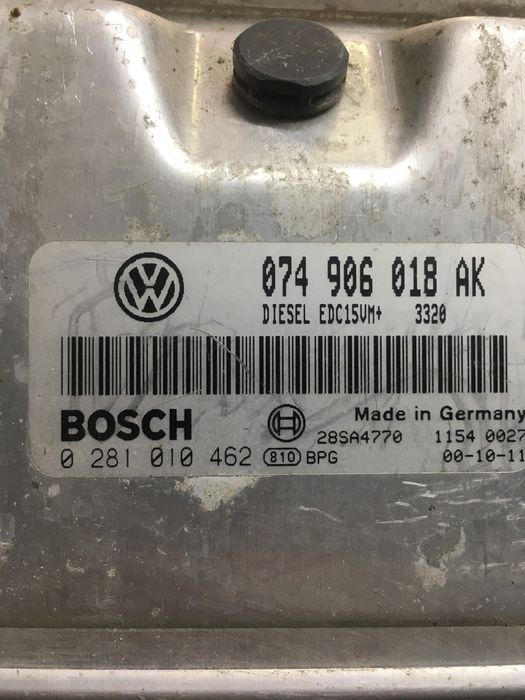 VW
074 906 018 AK
DIESEL EDC15VM+ 3320
BOSCH
Made in Germany
28SA4770 1154 0027
0 281 010 462 810 BPG 00-10-11